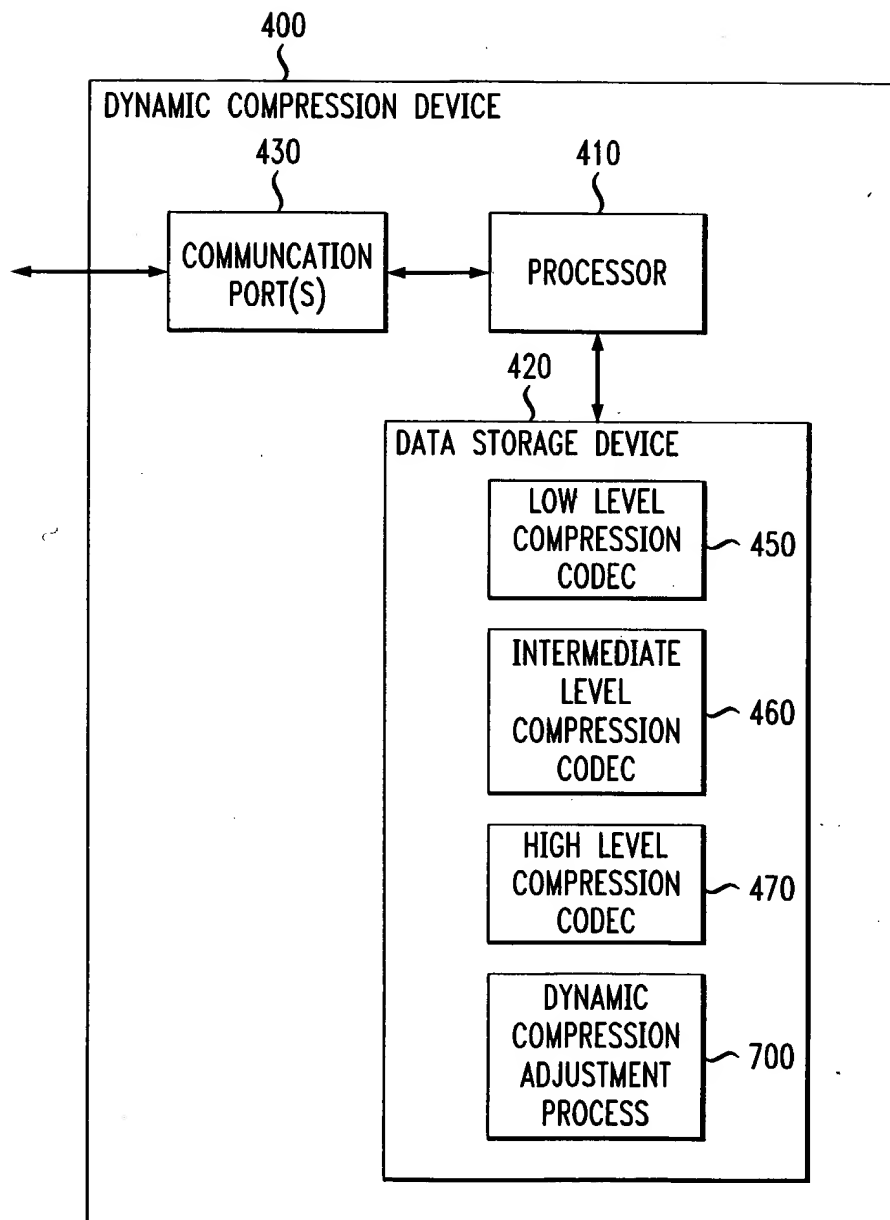 400
DYNAMIC COMPRESSION DEVICE
430
410
COMMUNCATION
PORT(S)
PROCESSOR
420
DATA STORAGE DEVICE
LOW LEVEL
COMPRESSION
CODEC
450
INTERMEDIATE
LEVEL
COMPRESSION
CODEC
460
HIGH LEVEL
COMPRESSION
CODEC
470
DYNAMIC
COMPRESSION
ADJUSTMENT
PROCESS
700